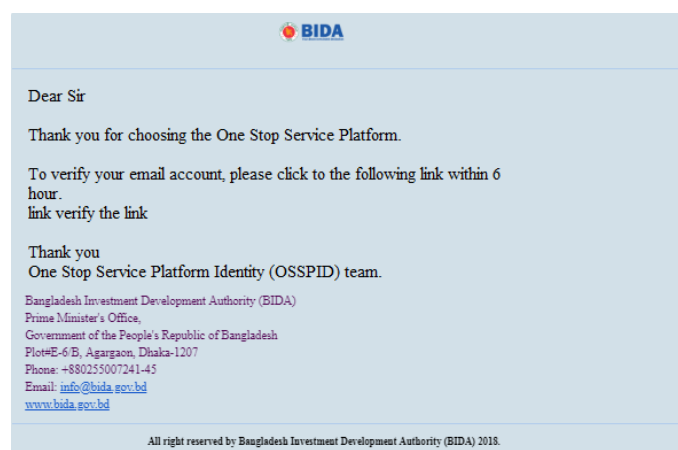 BIDA
Dear Sir
Thank you for choosing the One Stop Service Platform.
To verify your email account, please click to the following link within 6
hour.
link verify the link
Thank you
One Stop Service Platform Identity (OSSPID) team.
Bangladesh Investment Development Authority (BIDA)
Prime Minister's Office,
Government of the People's Republic of Bangladesh
Plot#E-6/B, Agargaon, Dhaka-1207
Phone: +880255007241-45
Email: info@bida.gov.bd
www.bida.gov.bd
All right reserved by Bangladesh Investment Development Authority (BIDA) 2018.